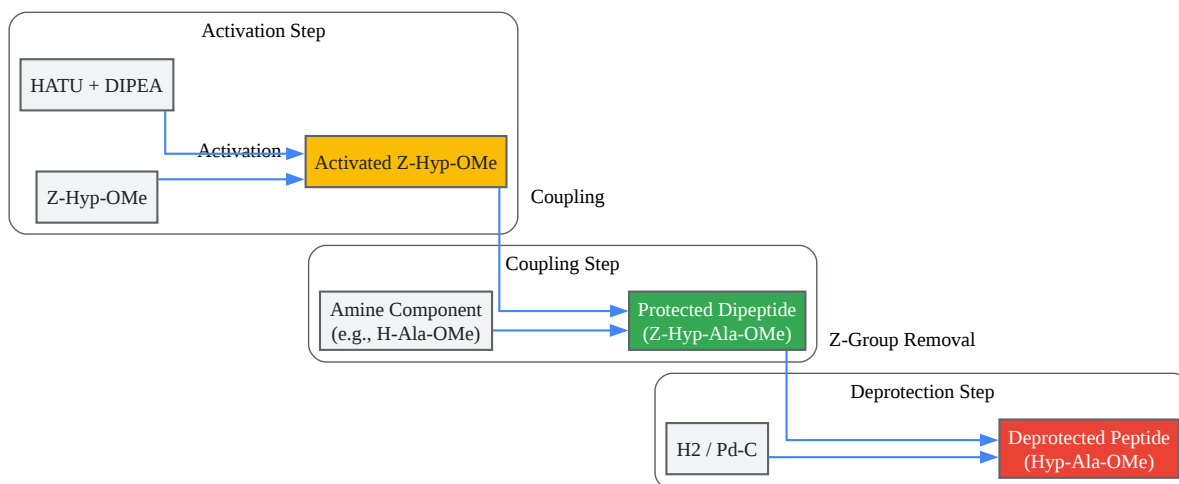 Activation Step
HATU + DIPEA
Activation
Activated Z-Hyp-OMe
Z-Hyp-OMe
Coupling
Coupling Step
Amine Component
(e.g., H-Ala-OMe)
Protected Dipeptide
(Z-Hyp-Ala-OMe)
Z-Group Removal
Deprotection Step
H2 / Pd-C
Deprotected Peptide
(Hyp-Ala-OMe)